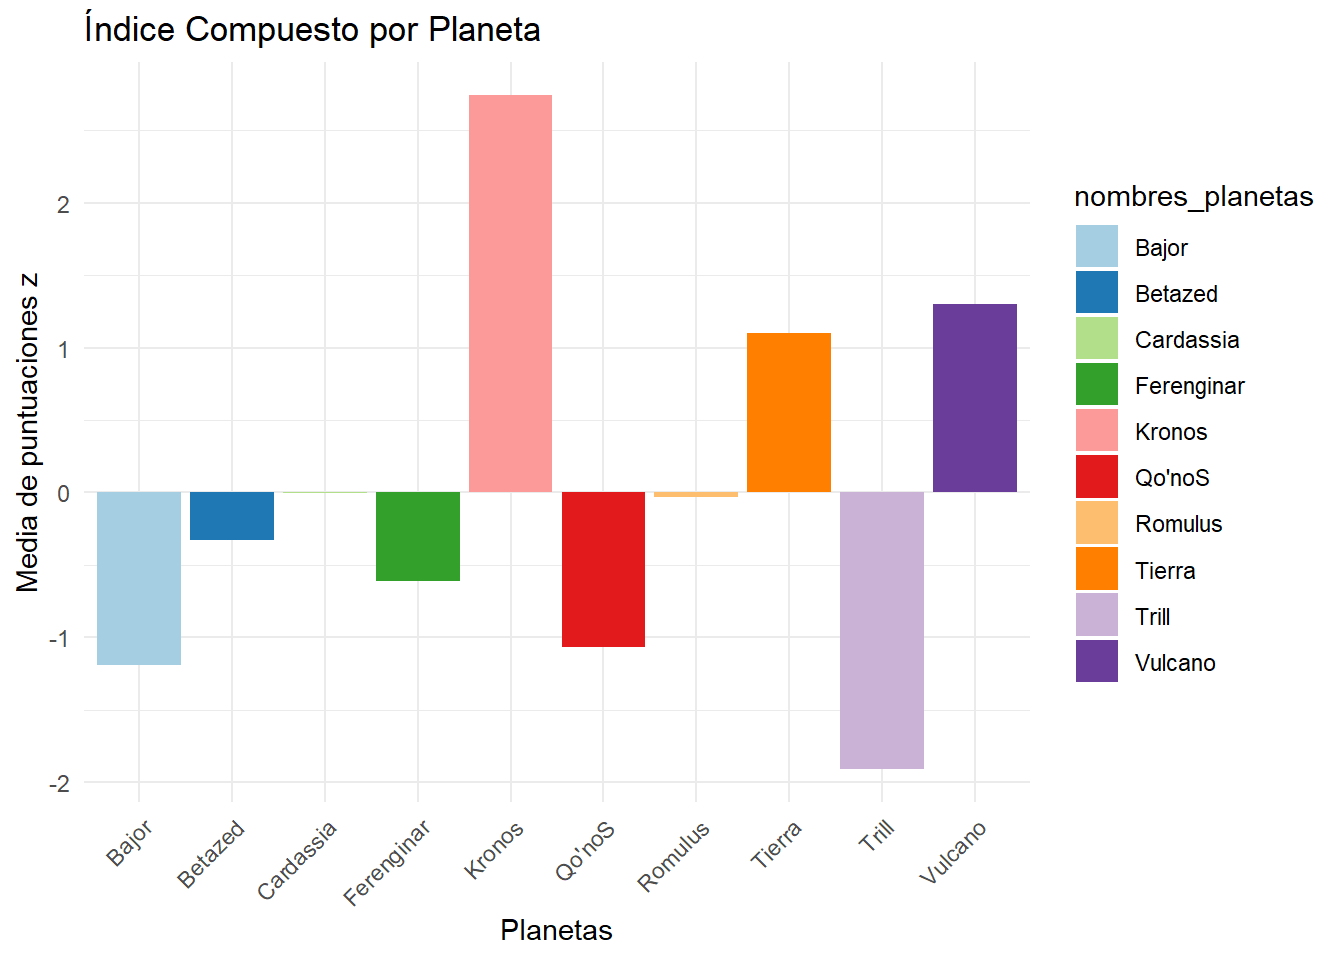 Índice Compuesto por Planeta
Media de puntuaciones z
2
1
0
-1
-2
Bajor
Betazed
Cardassia
Ferenginar
Kronos
Qo'noS
Romulus
Tierra
Trill
Vulcano
Planetas
nombres_planetas
Bajor
Betazed
Cardassia
Ferenginar
Kronos
Qo'noS
Romulus
Tierra
Trill
Vulcano